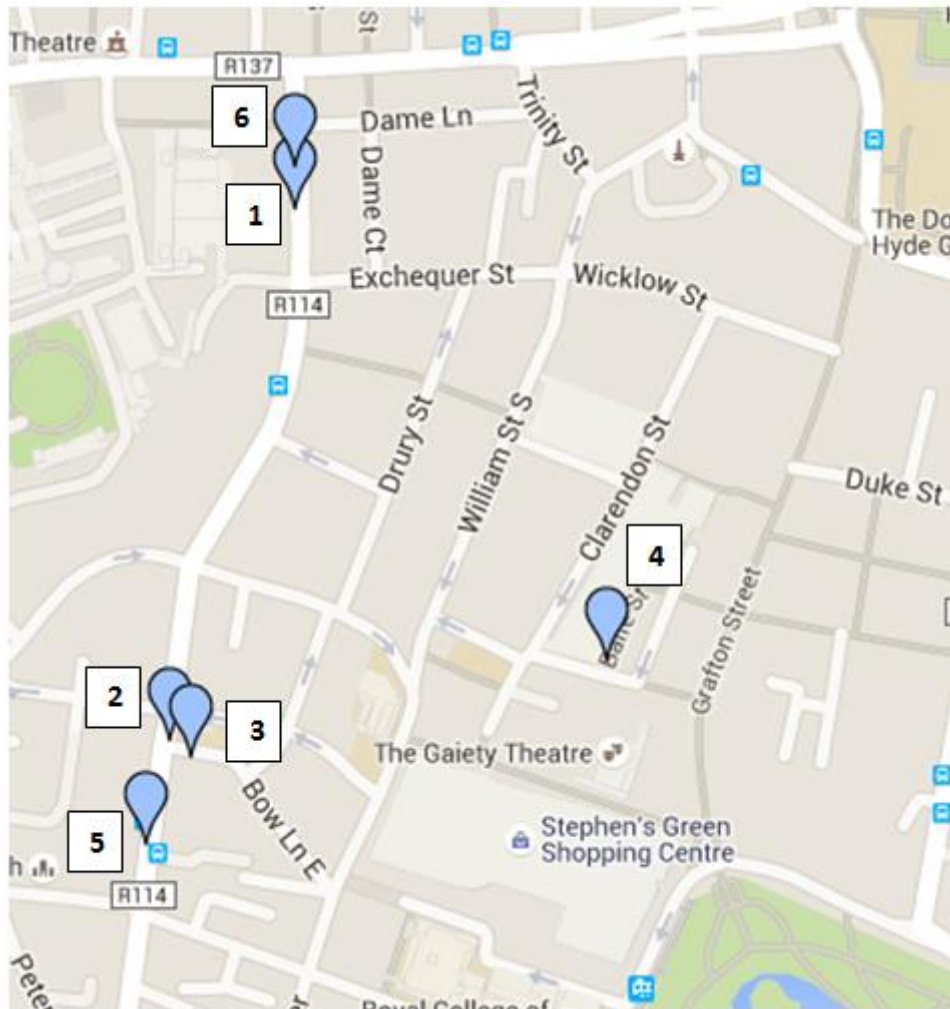 Theatre
St
R137
6
Dame Ln
Trinity St
1
Dame Ct
The Do
Hyde G
Exchequer St
Wicklow St
R114
Drury St
William St S
Clarendon St
Duke St
4
Grafton Street
2
3
The Gaiety Theatre
Bow Ln E
5
Stephen's Green
Shopping Centre
h
R114
Peter
Royal College of